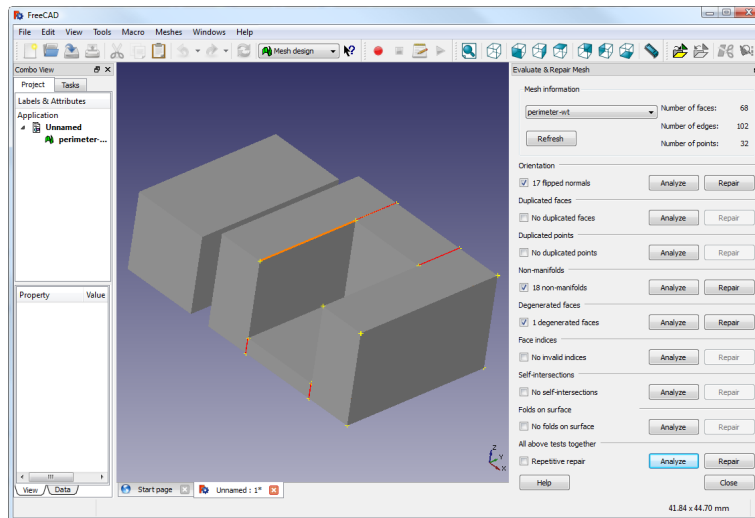 FreeCAD
File Edit View Tools Macro Meshes Windows Help
Mesh design
Combo View
Project Tasks
Labels & Attributes
Application
Unnamed
perimeter-...
Property Value
View Data
Z
Y
X
Start page
Unnamed : 1*
Evaluate & Repair Mesh
Mesh information
perimeter-wt
Number of faces: 68
Number of edges: 102
Refresh
Number of points: 32
Orientation
17 flipped normals Analyze Repair
Duplicated faces
No duplicated faces Analyze Repair
Duplicated points
No duplicated points Analyze Repair
Non-manifolds
18 non-manifolds Analyze Repair
Degenerated faces
1 degenerated faces Analyze Repair
Face indices
No invalid indices Analyze Repair
Self-intersections
No self-intersections Analyze Repair
Folds on surface
No folds on surface Analyze Repair
All above tests together
Repetitive repair Analyze Repair
Help Close
41.84 x 44.70 mm